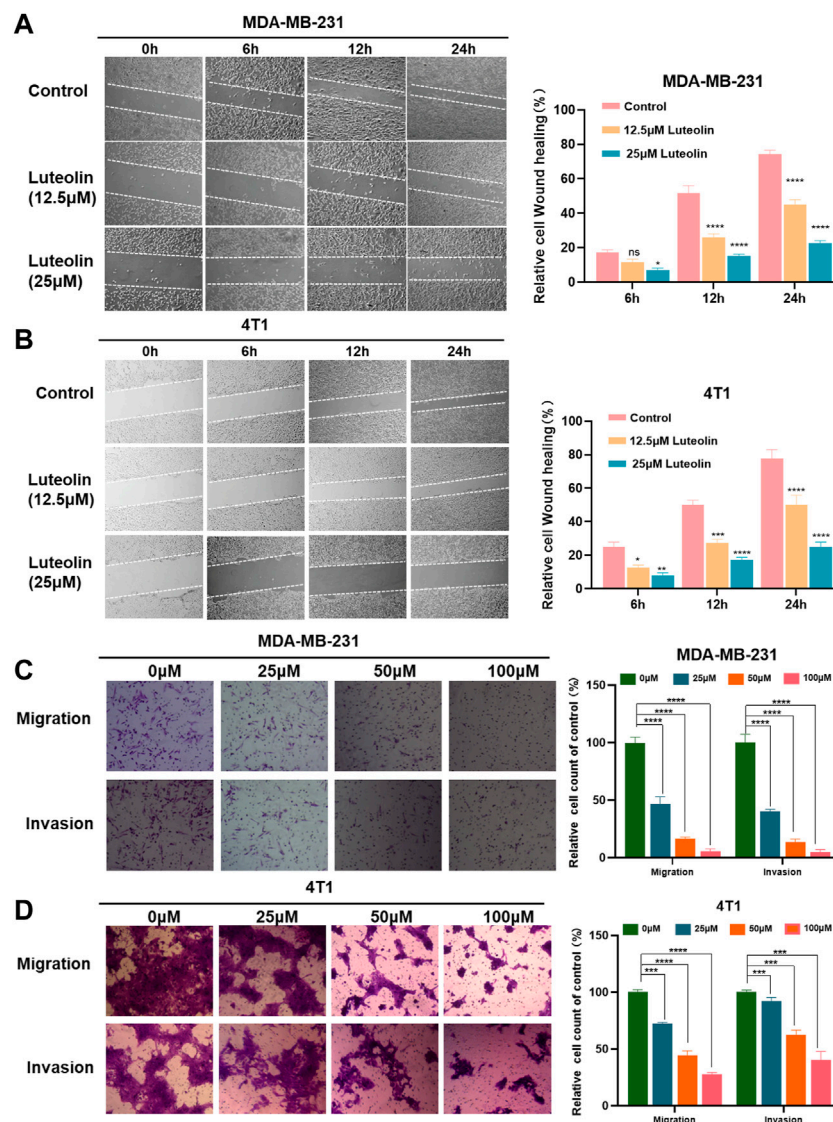 A
MDA-MB-231
0h 6h 12h 24h
Control
Luteolin
(12.5μM)
Luteolin
(25μM)
MDA-MB-231
Relative cell Wound healing(%)
100
80
60
40
20
0
Control
12.5μM Luteolin
25μM Luteolin
ns
*
****
****
****
****
6h 12h 24h
B
4T1
0h 6h 12h 24h
Control
Luteolin
(12.5μM)
Luteolin
(25μM)
4T1
Relative cell Wound healing(%)
100
80
60
40
20
0
Control
12.5μM Luteolin
25μM Luteolin
*
**
***
****
****
****
6h 12h 24h
C
MDA-MB-231
0μM 25μM 50μM 100μM
Migration
Invasion
MDA-MB-231
0μM 25μM 50μM 100μM
Relative cell count of control (%)
150
100
50
0
****
****
****
****
****
****
Migration Invasion
D
4T1
0μM 25μM 50μM 100μM
Migration
Invasion
4T1
0μM 25μM 50μM 100μM
Relative cell count of control (%)
150
100
50
0
****
****
***
***
***
***
Migration Invasion